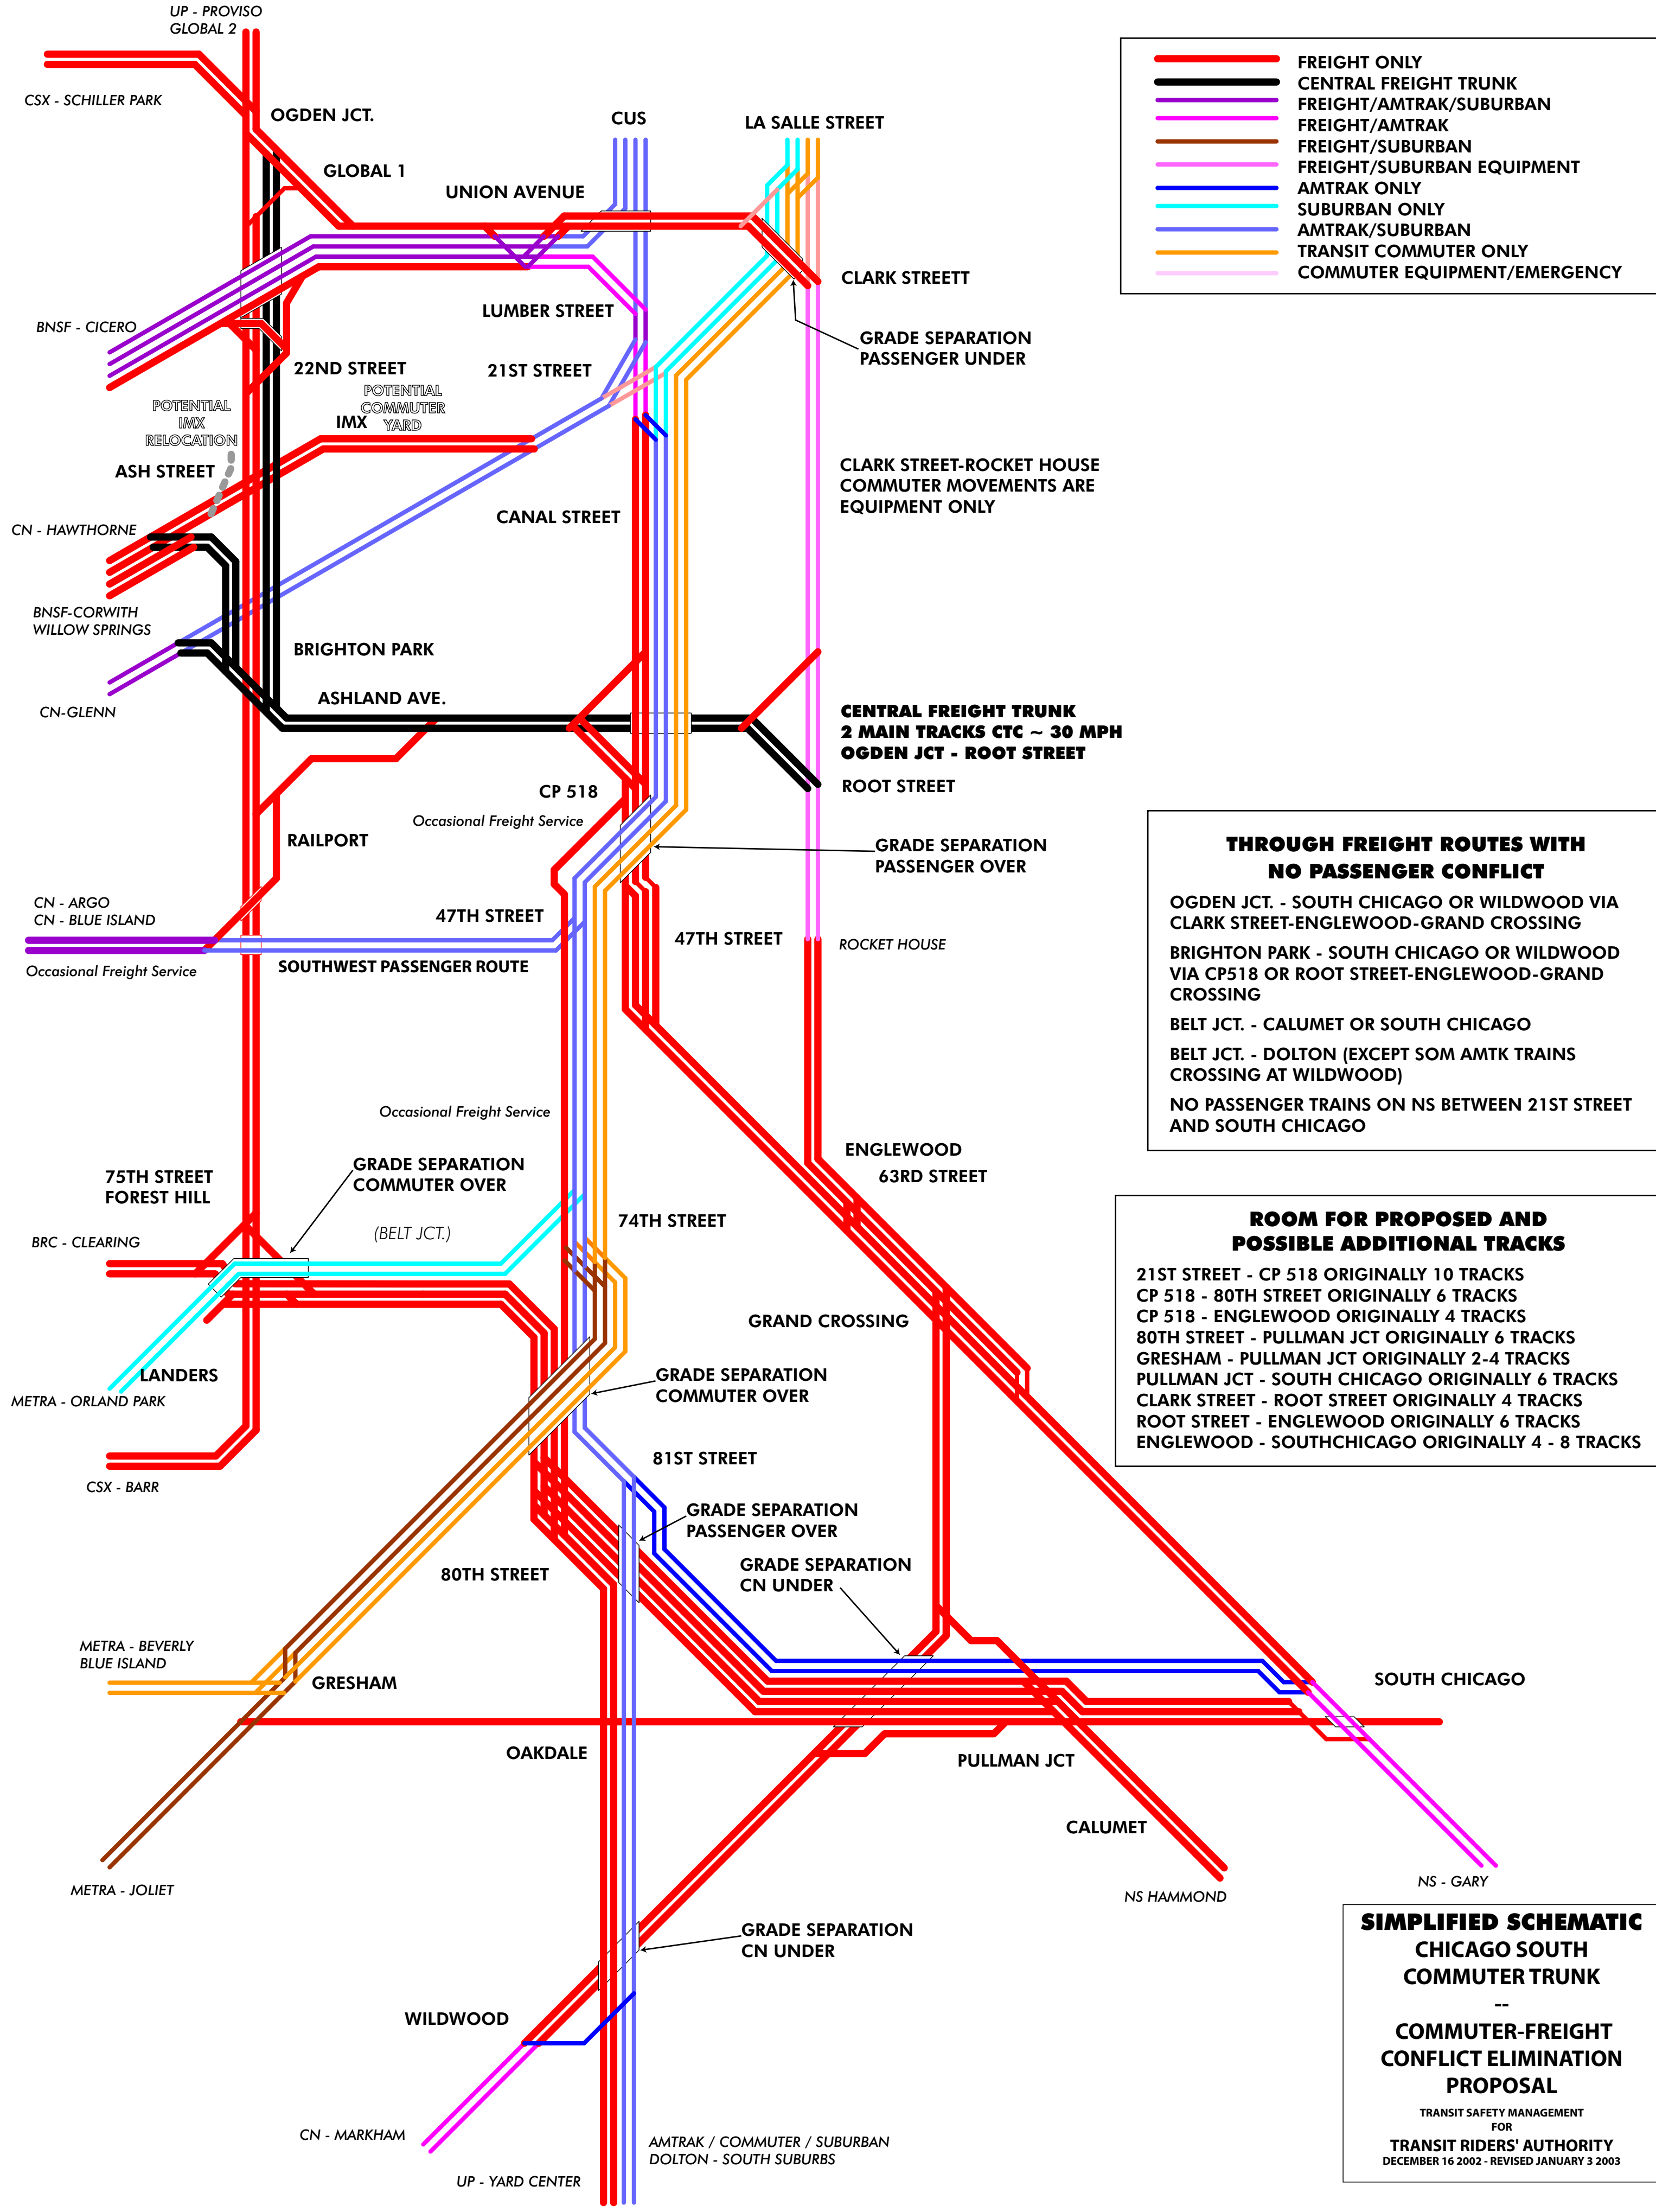 UP - PROVISO
GLOBAL 2
CSX - SCHILLER PARK
OGDEN JCT.
GLOBAL 1
CUS
LA SALLE STREET
UNION AVENUE
FREIGHT ONLY
CENTRAL FREIGHT TRUNK
FREIGHT/AMTRAK/SUBURBAN
FREIGHT/AMTRAK
FREIGHT/SUBURBAN
FREIGHT/SUBURBAN EQUIPMENT
AMTRAK ONLY
SUBURBAN ONLY
AMTRAK/SUBURBAN
TRANSIT COMMUTER ONLY
COMMUTER EQUIPMENT/EMERGENCY
CLARK STREETT
LUMBER STREET
BNSF - CICERO
GRADE SEPARATION
PASSENGER UNDER
22ND STREET
21ST STREET
POTENTIAL
COMMUTER
YARD
POTENTIAL
IMX
RELOCATION
IMX
ASH STREET
CLARK STREET-ROCKET HOUSE
COMMUTER MOVEMENTS ARE
EQUIPMENT ONLY
CN - HAWTHORNE
CANAL STREET
BNSF-CORWITH
WILLOW SPRINGS
BRIGHTON PARK
ASHLAND AVE.
CN-GLENN
CENTRAL FREIGHT TRUNK
2 MAIN TRACKS CTC ~ 30 MPH
OGDEN JCT - ROOT STREET
ROOT STREET
CP 518
Occasional Freight Service
RAILPORT
GRADE SEPARATION
PASSENGER OVER
THROUGH FREIGHT ROUTES WITH
NO PASSENGER CONFLICT
OGDEN JCT. - SOUTH CHICAGO OR WILDWOOD VIA
CLARK STREET-ENGLEWOOD-GRAND CROSSING
BRIGHTON PARK - SOUTH CHICAGO OR WILDWOOD
VIA CP518 OR ROOT STREET-ENGLEWOOD-GRAND
CROSSING
BELT JCT. - CALUMET OR SOUTH CHICAGO
BELT JCT. - DOLTON (EXCEPT SOM AMTK TRAINS
CROSSING AT WILDWOOD)
NO PASSENGER TRAINS ON NS BETWEEN 21ST STREET
AND SOUTH CHICAGO
CN - ARGO
CN - BLUE ISLAND
47TH STREET
47TH STREET
ROCKET HOUSE
Occasional Freight Service
SOUTHWEST PASSENGER ROUTE
Occasional Freight Service
ENGLEWOOD
63RD STREET
75TH STREET
FOREST HILL
GRADE SEPARATION
COMMUTER OVER
BRC - CLEARING
(BELT JCT.)
74TH STREET
ROOM FOR PROPOSED AND
POSSIBLE ADDITIONAL TRACKS
21ST STREET - CP 518 ORIGINALLY 10 TRACKS
CP 518 - 80TH STREET ORIGINALLY 6 TRACKS
CP 518 - ENGLEWOOD ORIGINALLY 4 TRACKS
80TH STREET - PULLMAN JCT ORIGINALLY 6 TRACKS
GRESHAM - PULLMAN JCT ORIGINALLY 2-4 TRACKS
PULLMAN JCT - SOUTH CHICAGO ORIGINALLY 6 TRACKS
CLARK STREET - ROOT STREET ORIGINALLY 4 TRACKS
ROOT STREET - ENGLEWOOD ORIGINALLY 6 TRACKS
ENGLEWOOD - SOUTHCHICAGO ORIGINALLY 4 - 8 TRACKS
GRAND CROSSING
LANDERS
METRA - ORLAND PARK
GRADE SEPARATION
COMMUTER OVER
81ST STREET
CSX - BARR
GRADE SEPARATION
PASSENGER OVER
80TH STREET
GRADE SEPARATION
CN UNDER
METRA - BEVERLY
BLUE ISLAND
GRESHAM
SOUTH CHICAGO
OAKDALE
PULLMAN JCT
CALUMET
METRA - JOLIET
NS HAMMOND
NS - GARY
GRADE SEPARATION
CN UNDER
WILDWOOD
SIMPLIFIED SCHEMATIC
CHICAGO SOUTH
COMMUTER TRUNK
--
COMMUTER-FREIGHT
CONFLICT ELIMINATION
PROPOSAL
TRANSIT SAFETY MANAGEMENT
FOR
TRANSIT RIDERS' AUTHORITY
DECEMBER 16 2002 - REVISED JANUARY 3 2003
CN - MARKHAM
AMTRAK / COMMUTER / SUBURBAN
DOLTON - SOUTH SUBURBS
UP - YARD CENTER